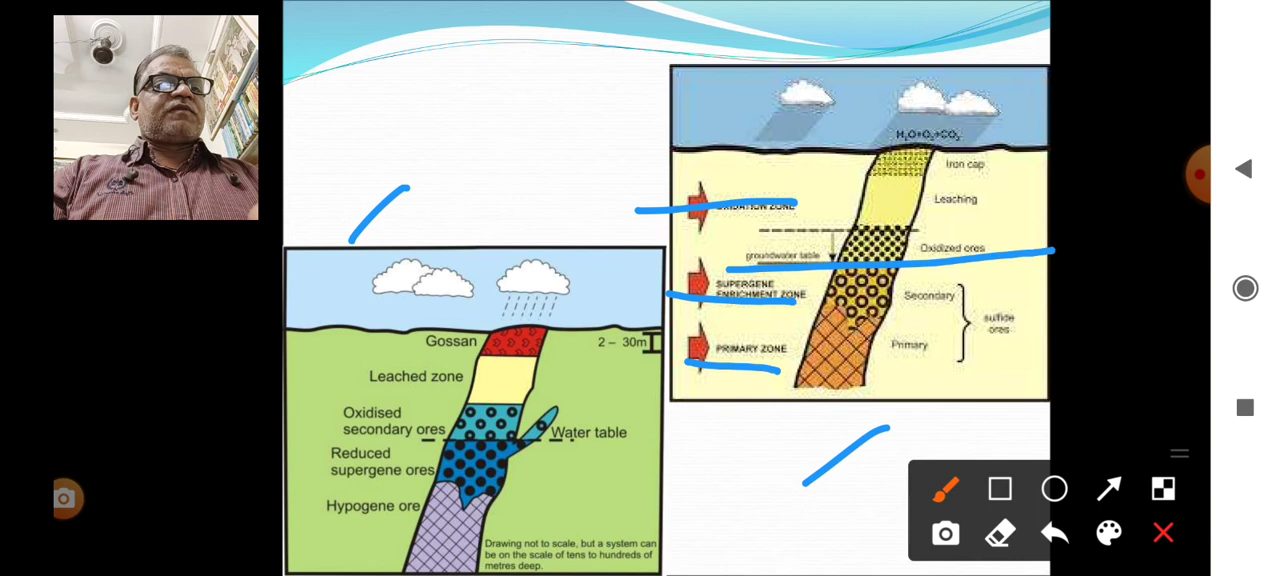 Gossan
2 – 30m
Leached zone
Oxidised
secondary ores
Water table
Reduced
supergene ores
Hypogene ore
Drawing not to scale, but a system can
be on the scale of tens to hundreds of
metres deep.
H₂O+O₂+CO₂
Iron cap
OXIDATION ZONE
Leaching
groundwater table
Oxidized ores
SUPERGENE
ENRICHMENT ZONE
Secondary
sulfide
ores
PRIMARY ZONE
Primary